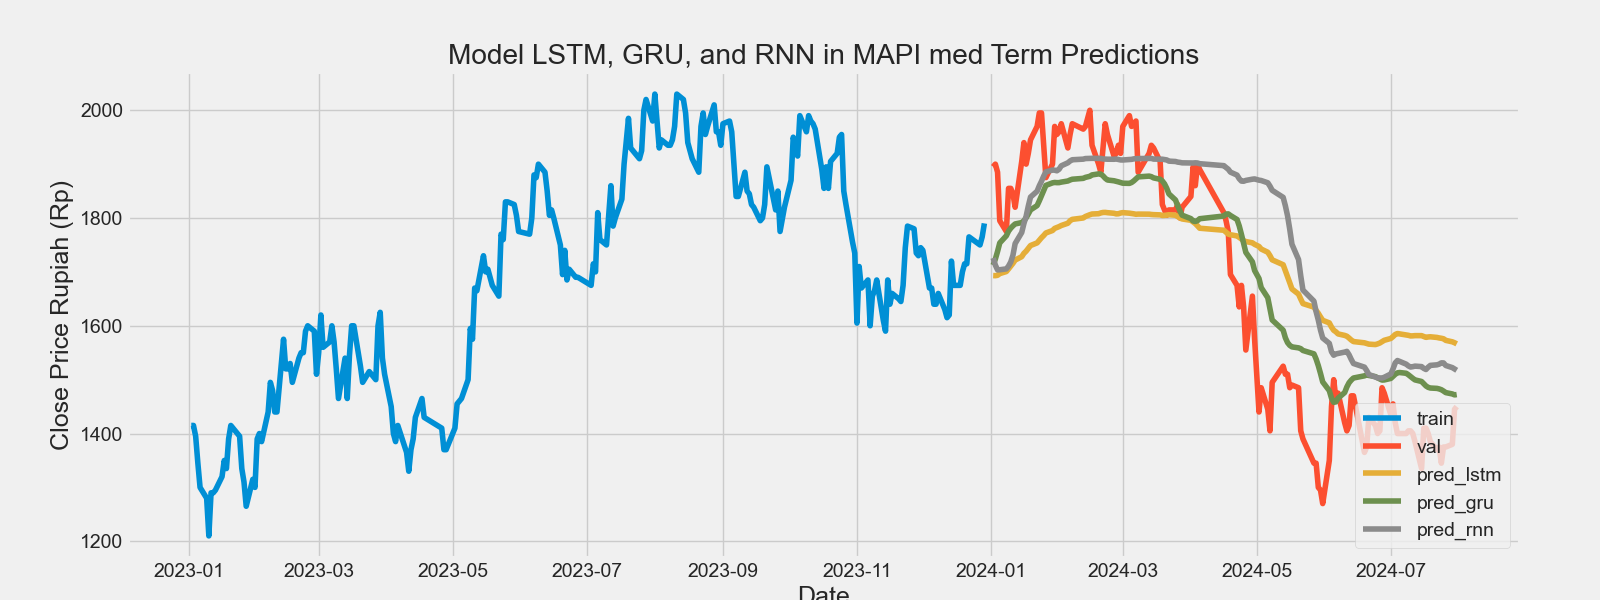 Model LSTM, GRU, and RNN in MAPI med Term Predictions
Close Price Rupiah (Rp)
2000
1800
1600
1400
1200
train
val
pred_lstm
pred_gru
pred_rnn
2023-01 2023-03 2023-05 2023-07 2023-09 2023-11 2024-01 2024-03 2024-05 2024-07
Date